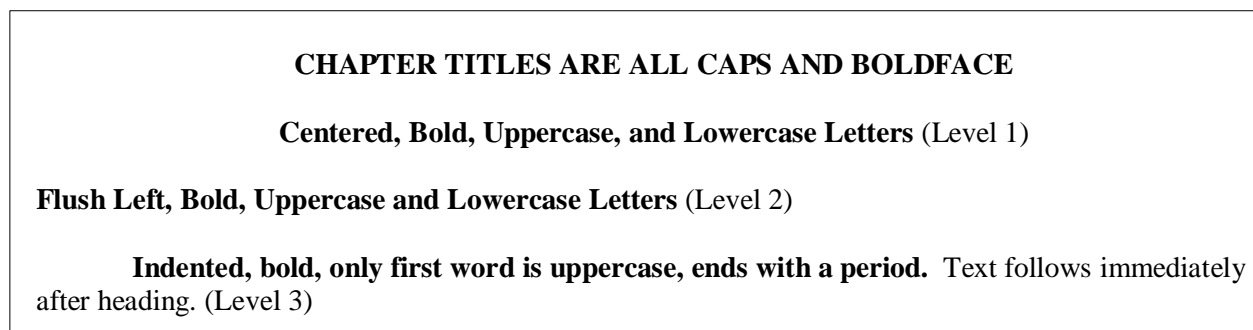 CHAPTER TITLES ARE ALL CAPS AND BOLDFACE
Centered, Bold, Uppercase, and Lowercase Letters (Level 1)
Flush Left, Bold, Uppercase and Lowercase Letters (Level 2)
Indented, bold, only first word is uppercase, ends with a period.  Text follows immediately
after heading. (Level 3)